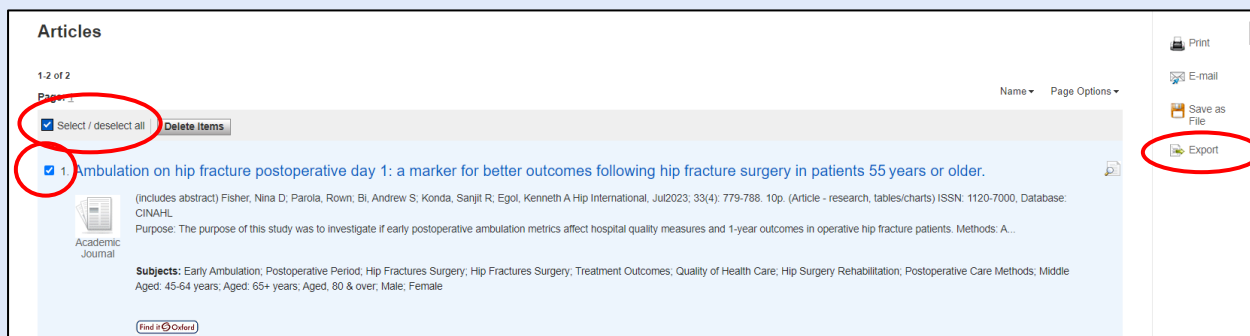 Articles
1-2 of 2
Page: 1
Name Page Options
Select / deselect all Delete Items
1. Ambulation on hip fracture postoperative day 1: a marker for better outcomes following hip fracture surgery in patients 55 years or older.
(includes abstract) Fisher, Nina D; Parola, Rown; Bi, Andrew S; Konda, Sanjit R; Egol, Kenneth A Hip International, Jul2023; 33(4): 779-788. 10p. (Article - research, tables/charts) ISSN: 1120-7000, Database:
CINAHL
Purpose: The purpose of this study was to investigate if early postoperative ambulation metrics affect hospital quality measures and 1-year outcomes in operative hip fracture patients. Methods: A...
Academic
Journal
Subjects: Early Ambulation; Postoperative Period; Hip Fractures Surgery; Hip Fractures Surgery; Treatment Outcomes; Quality of Health Care; Hip Surgery Rehabilitation; Postoperative Care Methods; Middle
Aged: 45-64 years; Aged: 65+ years; Aged, 80 & over; Male; Female
Find it @ Oxford
Print
E-mail
Save as
File
Export